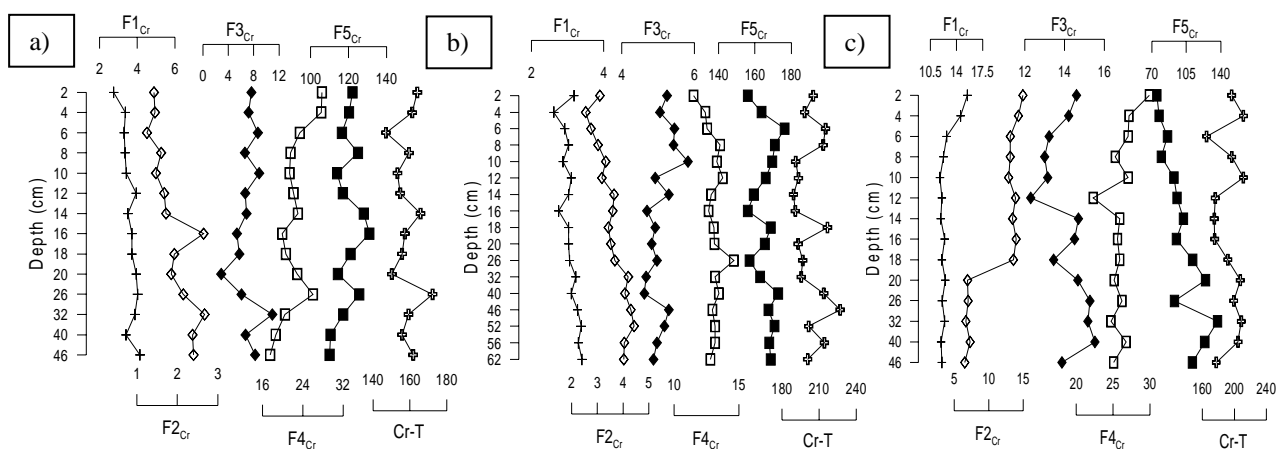 a)
F1Cr F3Cr F5Cr
2 4 6 0 4 8 12 100 120 140
Depth (cm)
2
4
6
8
10
12
14
16
18
20
26
32
40
46
1 2 3 16 24 32 140 160 180
F2Cr F4Cr Cr-T
b)
F1Cr F3Cr F5Cr
2 4 4 6 140 160 180
Depth (cm)
2
4
6
8
10
12
14
16
18
20
26
32
40
46
52
56
62
2 3 4 5 10 15 180 210 240
F2Cr F4Cr Cr-T
c)
F1Cr F3Cr F5Cr
10.5 14 17.5 12 14 16 70 105 140
Depth (cm)
2
4
6
8
10
12
14
16
18
20
26
32
40
46
5 10 15 20 25 30 160 200 240
F2Cr F4Cr Cr-T